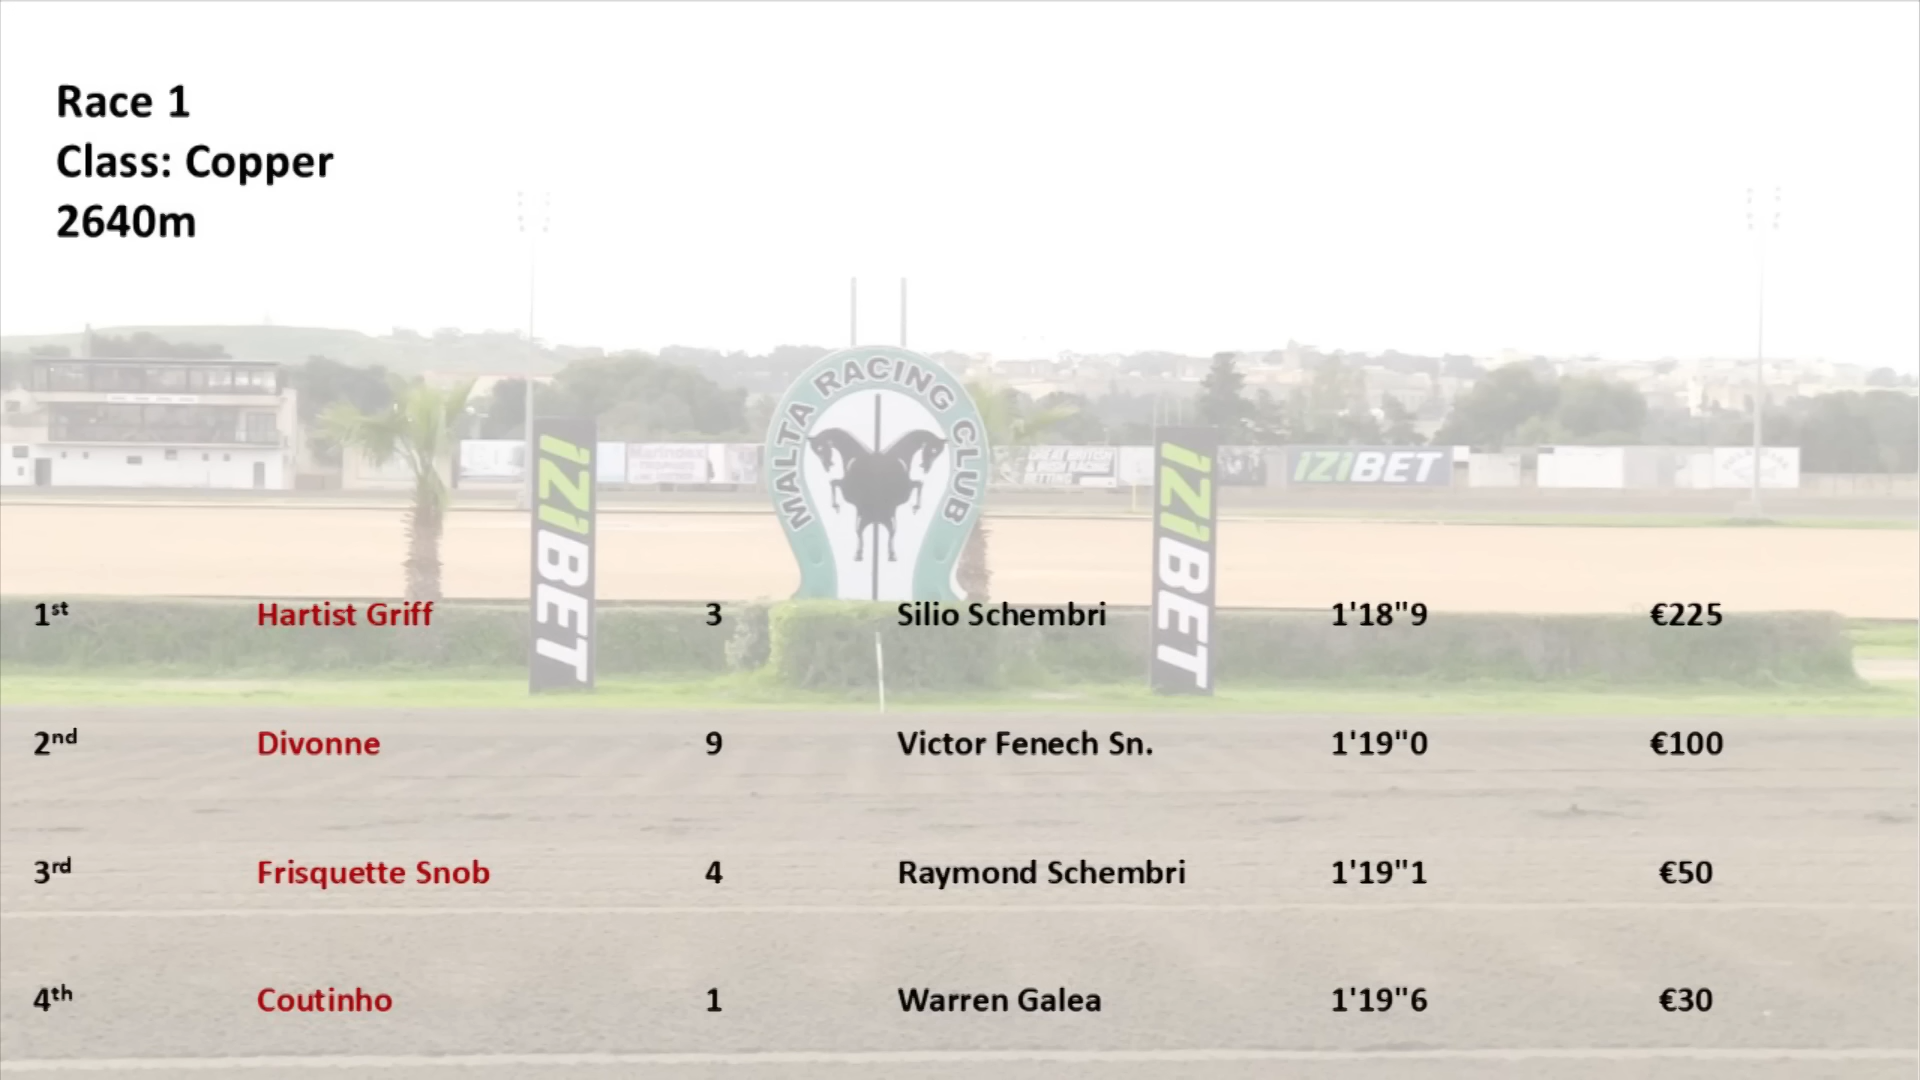 Race 1
Class: Copper
2640m
MALTA RACING CLUB
IZIBET
IZIBET
IZIBET
1st Hartist Griff 3 Silio Schembri 1'18"9 €225
2nd Divonne 9 Victor Fenech Sn. 1'19"0 €100
3rd Frisquette Snob 4 Raymond Schembri 1'19"1 €50
4th Coutinho 1 Warren Galea 1'19"6 €30